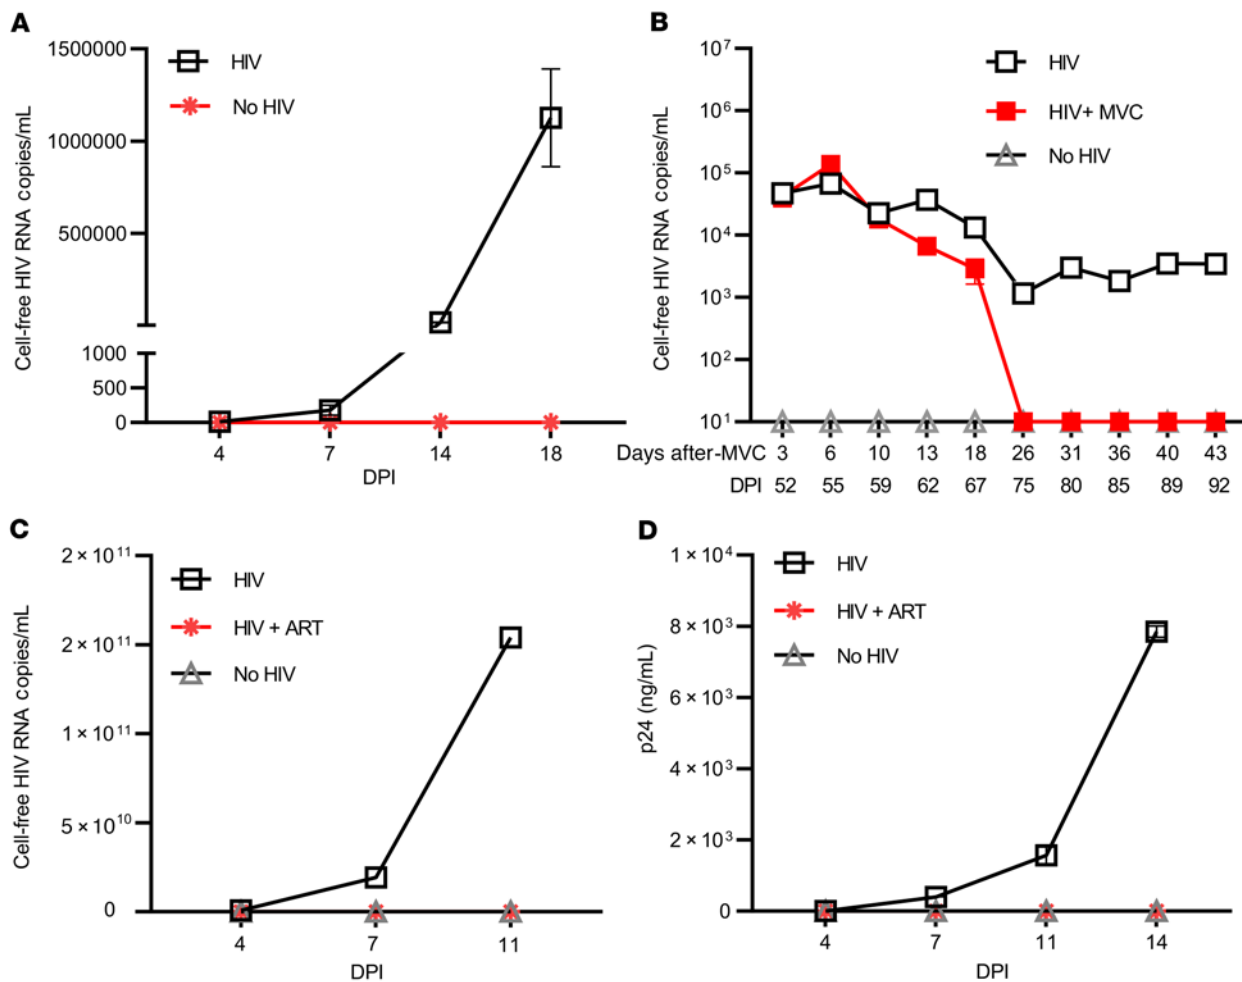 A
Cell-free HIV RNA copies/mL
1500000
1000000
500000
1000
500
0
HIV
No HIV
4 7 14 18
DPI
B
Cell-free HIV RNA copies/mL
10⁷
10⁶
10⁵
10⁴
10³
10²
10¹
HIV
HIV+ MVC
No HIV
Days after-MVC 3 6 10 13 18 26 31 36 40 43
DPI 52 55 59 62 67 75 80 85 89 92
C
Cell-free HIV RNA copies/mL
2 × 10¹¹
2 × 10¹¹
1 × 10¹¹
5 × 10¹⁰
0
HIV
HIV + ART
No HIV
4 7 11
DPI
D
p24 (ng/mL)
1 × 10⁴
8 × 10³
6 × 10³
4 × 10³
2 × 10³
0
HIV
HIV + ART
No HIV
4 7 11 14
DPI